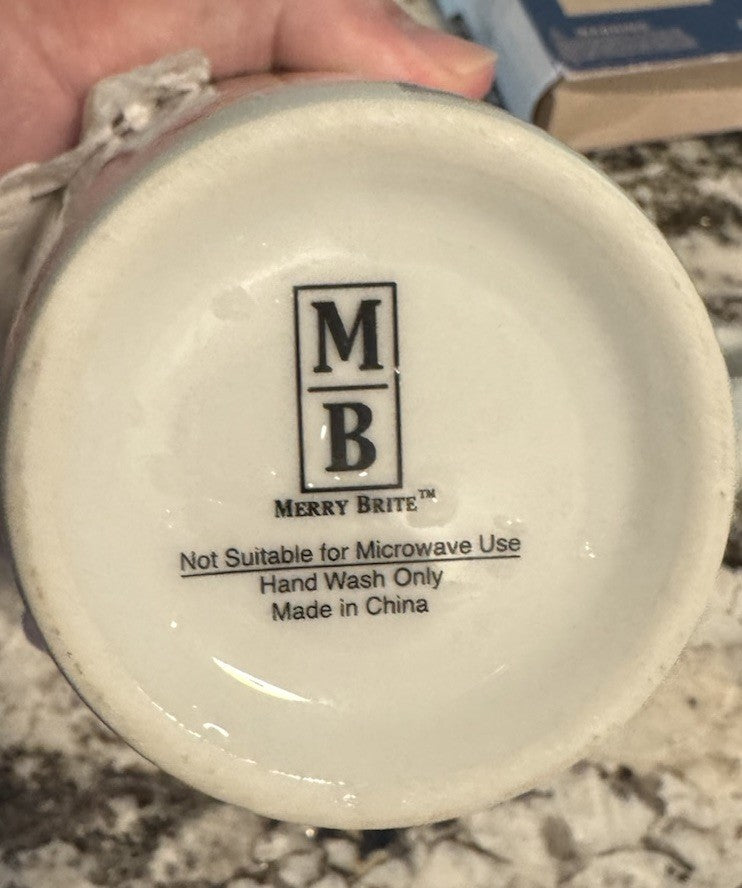 M
B
MERRY BRITE™
Not Suitable for Microwave Use
Hand Wash Only
Made in China